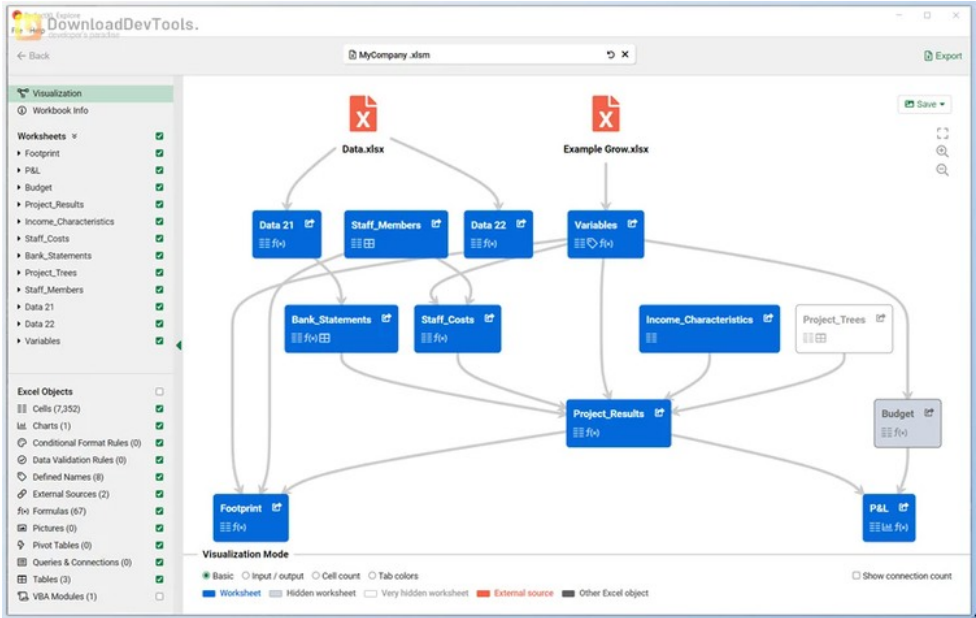 PerfectXL Explore
DownloadDevTools.
developer's paradise
File Help
Back
MyCompany .xlsm
Export
Visualization
Workbook Info
Worksheets
Footprint
P&L
Budget
Project_Results
Income_Characteristics
Staff_Costs
Bank_Statements
Project_Trees
Staff_Members
Data 21
Data 22
Variables
Excel Objects
Cells (7,352)
Charts (1)
Conditional Format Rules (0)
Data Validation Rules (0)
Defined Names (8)
External Sources (2)
f(x) Formulas (67)
Pictures (0)
Pivot Tables (0)
Queries & Connections (0)
Tables (3)
VBA Modules (1)
Save
X
X
Data.xlsx
Example Grow.xlsx
Data 21
f(x)
Staff_Members
Data 22
f(x)
Variables
f(x)
Bank_Statements
f(x)
Staff_Costs
f(x)
Income_Characteristics
Project_Trees
Project_Results
f(x)
Budget
f(x)
Footprint
f(x)
P&L
f(x)
Visualization Mode
Basic Input / output Cell count Tab colors
Show connection count
Worksheet Hidden worksheet Very hidden worksheet External source Other Excel object